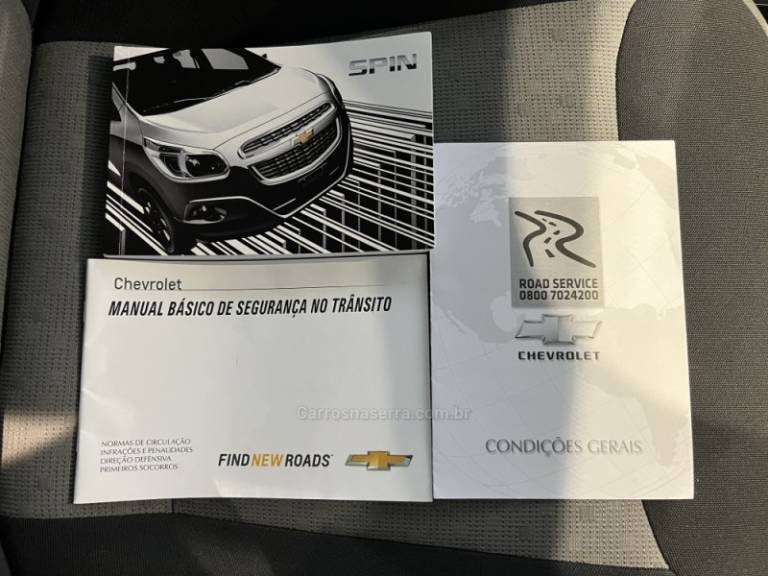 SPIN
Chevrolet
MANUAL BÁSICO DE SEGURANÇA NO TRÂNSITO
NORMAS DE CIRCULAÇÃO
INFRAÇÕES E PENALIDADES
DIREÇÃO DEFENSIVA
PRIMEIROS SOCORROS
FIND NEW ROADS
ROAD SERVICE
0800 7024200
CHEVROLET
CONDIÇÕES GERAIS
Carrosnaserra.com.br